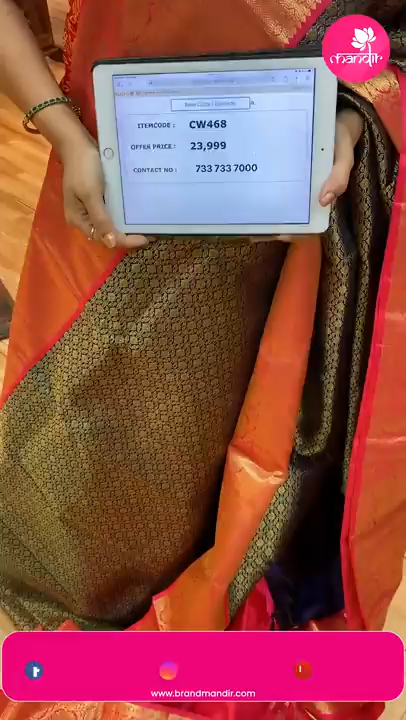 mandir
ITEMCODE : CW468
OFFER PRICE : 23,999
CONTACT NO : 733 733 7000
www.brandmandir.com